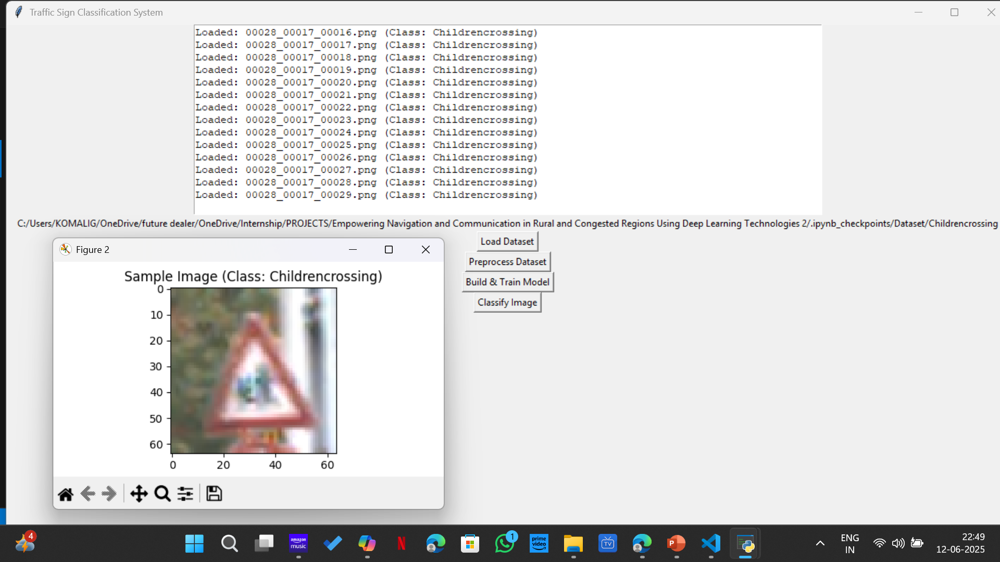 Traffic Sign Classification System
Loaded: 00028_00017_00016.png (Class: Childrencrossing)
Loaded: 00028_00017_00017.png (Class: Childrencrossing)
Loaded: 00028_00017_00018.png (Class: Childrencrossing)
Loaded: 00028_00017_00019.png (Class: Childrencrossing)
Loaded: 00028_00017_00020.png (Class: Childrencrossing)
Loaded: 00028_00017_00021.png (Class: Childrencrossing)
Loaded: 00028_00017_00022.png (Class: Childrencrossing)
Loaded: 00028_00017_00023.png (Class: Childrencrossing)
Loaded: 00028_00017_00024.png (Class: Childrencrossing)
Loaded: 00028_00017_00025.png (Class: Childrencrossing)
Loaded: 00028_00017_00026.png (Class: Childrencrossing)
Loaded: 00028_00017_00027.png (Class: Childrencrossing)
Loaded: 00028_00017_00028.png (Class: Childrencrossing)
Loaded: 00028_00017_00029.png (Class: Childrencrossing)
C:/Users/KOMALIG/OneDrive/future dealer/OneDrive/Internship/PROJECTS/Empowering Navigation and Communication in Rural and Congested Regions Using Deep Learning Technologies 2/.ipynb_checkpoints/Dataset/Childrencrossing
Load Dataset
Preprocess Dataset
Build & Train Model
Classify Image
Figure 2
Sample Image (Class: Childrencrossing)
0
10
20
30
40
50
60
0 20 40 60
4
amazon
music
N
1
prime
video
TV
P
ENG
IN
22:49
12-06-2025